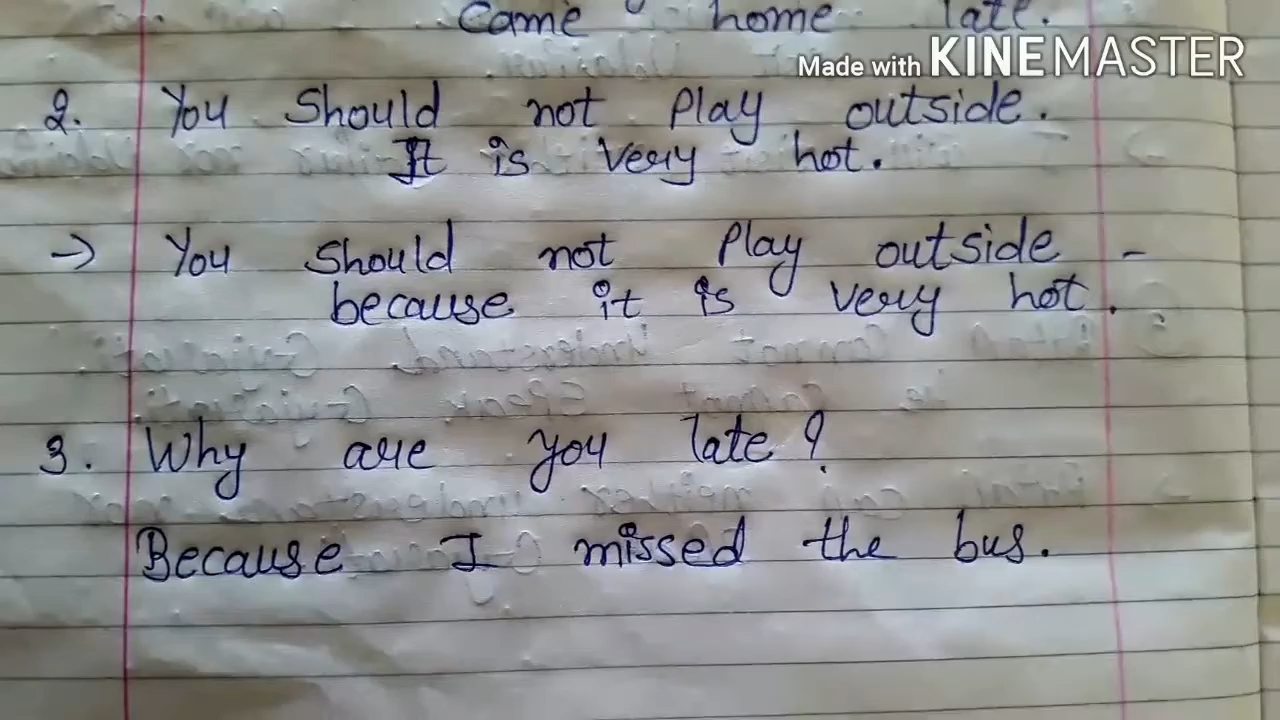 Came home late.
Made with KINEMASTER
2. You Should not Play outside.
It is Very hot.
→ You Should not Play outside -
because it is very hot.
3. Why are you late?
Because I missed the bus.